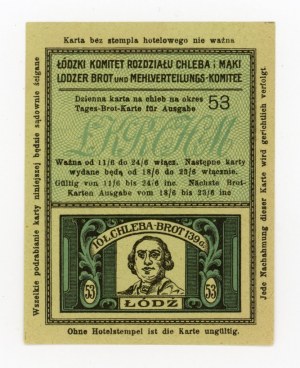 Karta bez stempla hotelowego nie ważna
ŁÓDZKI KOMITET ROZDZIAŁU CHLEBA i MĄKI
LODZER BROT UND MEHLVERTEILUNGS-KOMITEE
Dzienna karta na chleb na okres 53
Tages-Brot-Karte für Ausgabe
Ważna od 11/6 do 24/6 włącz. Następne karty
wydane będą od 18/6 do 23/6 włącznie.
Gültig vom 11/6 bis 24/6 inc. Nächste Brot-
Karten Ausgabe vom 18/6 bis 23/6 inc
10Ł. CHLEBA-BROT 139 G.
53 53
ŁÓDŹ
Ohne Hotelstempel ist die Karte ungültig.
Wszelkie podrabianie karty niniejszej będzie sądownie ścigane
Jede Nachahmung dieser Karte wird gerichtlich verfolgt